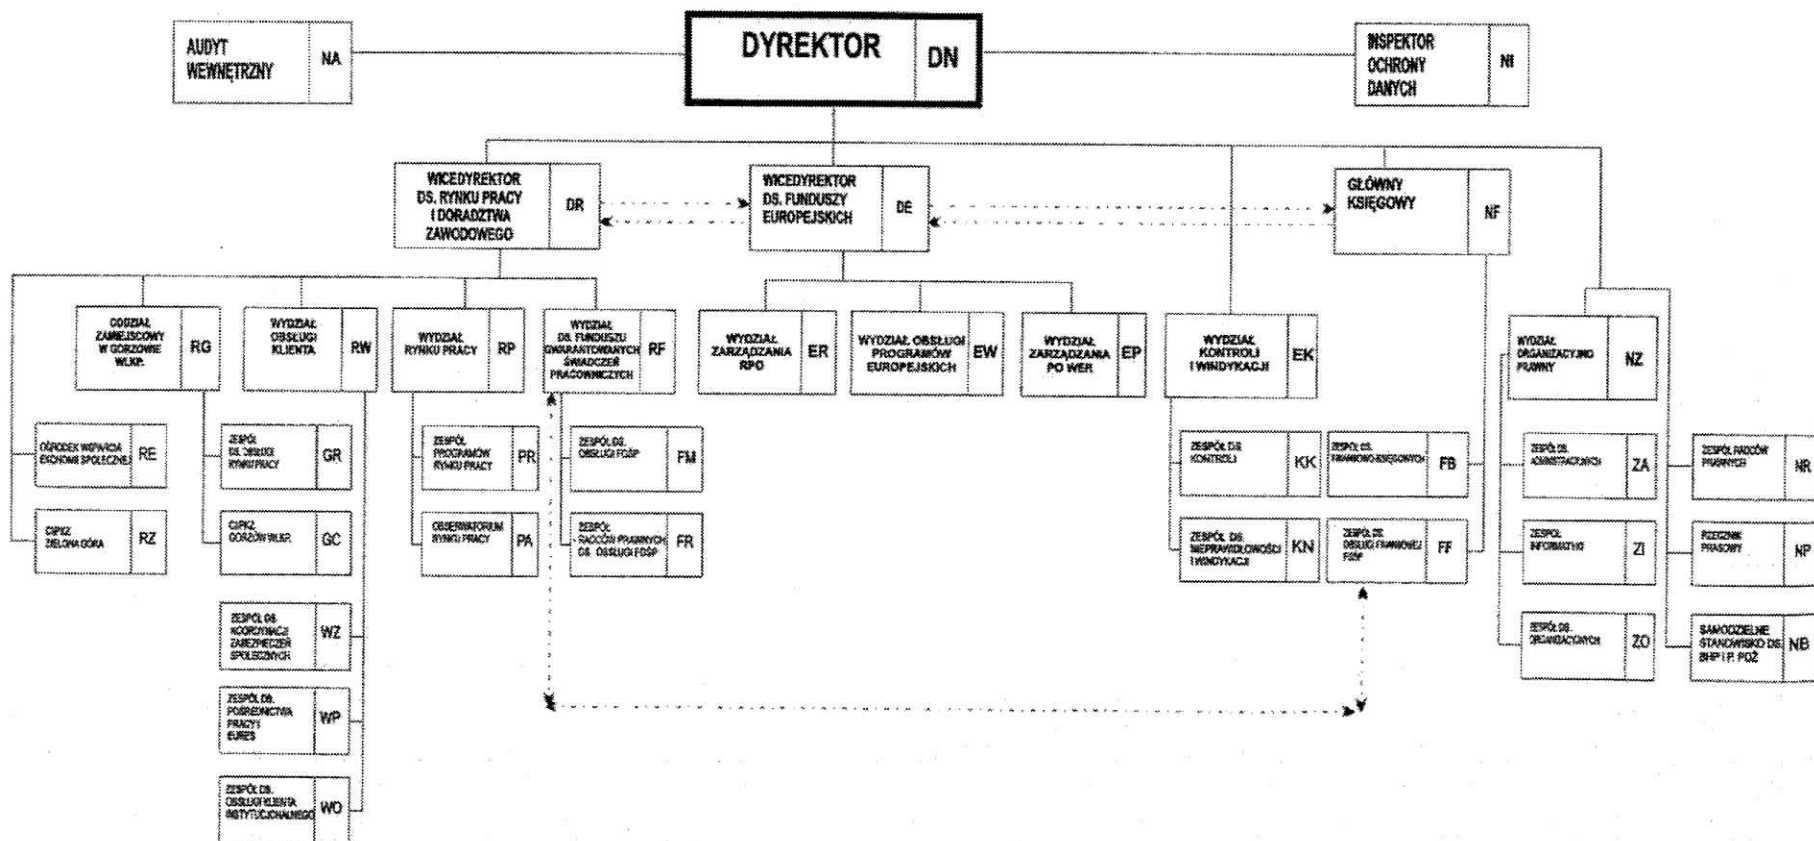 AUDYT
WEWNĘTRZNY
NA
DYREKTOR
DN
INSPEKTOR
OCHRONY
DANYCH
NI
WICEDYREKTOR
DS. RYNKU PRACY
I DORADZTWA
ZAWODOWEGO
DR
WICEDYREKTOR
DS. FUNDUSZY
EUROPEJSKICH
DE
GŁÓWNY
KSIĘGOWY
NF
ODDZIAŁ
ZAMIEJSCOWY
W GORZOWIE
WLKP.
RG
WYDZIAŁ
OBSŁUGI
KLIENTA
RW
WYDZIAŁ
RYNKU PRACY
RP
WYDZIAŁ
DS. FUNDUSZU
GWARANTOWANYCH
ŚWIADCZEŃ
PRACOWNICZYCH
RF
WYDZIAŁ
ZARZĄDZANIA
RPO
ER
WYDZIAŁ OBSŁUGI
PROGRAMÓW
EUROPEJSKICH
EW
WYDZIAŁ
ZARZĄDZANIA
PO WER
EP
WYDZIAŁ
KONTROLI
I WINDYKACJI
EK
WYDZIAŁ
ORGANIZACYJNO
PRAWNY
NZ
OŚRODEK WSPARCIA
EKONOMII SPOŁECZNEJ
RE
ZESPÓŁ
DS. OBSŁUGI
RYNKU PRACY
GR
ZESPÓŁ
PROGRAMÓW
RYNKU PRACY
PR
ZESPÓŁ DS.
OBSŁUGI FGŚP
FM
ZESPÓŁ DS.
KONTROLI
KK
ZESPÓŁ DS.
FINANSOWO-KSIĘGOWYCH
FB
ZESPÓŁ DS.
ADMINISTRACYJNYCH
ZA
ZESPÓŁ RADCÓW
PRAWNYCH
NR
CIPKZ
ZIELONA GÓRA
RZ
CIPKZ
GORZÓW WLKP.
GC
OBSERWATORIUM
RYNKU PRACY
PA
ZESPÓŁ
RADCÓW PRAWNYCH
DS. OBSŁUGI FGŚP
FR
ZESPÓŁ DS.
NIEPRAWIDŁOWOŚCI
I WINDYKACJI
KN
ZESPÓŁ DS.
OBSŁUGI FINANSOWEJ
FGŚP
FF
ZESPÓŁ
INFORMATYKI
ZI
RZECZNIK
PRASOWY
NP
ZESPÓŁ DS.
KOORDYNACJI
ZABEZPIECZEŃ
SPOŁECZNYCH
WZ
ZESPÓŁ DS.
ORGANIZACYJNYCH
ZO
SAMODZIELNE
STANOWISKO DS.
BHP I P. POŻ
NB
ZESPÓŁ DS.
POŚREDNICTWA
PRACY I
EURES
WP
ZESPÓŁ DS.
OBSŁUGI KLIENTA
INSTYTUCJONALNEGO
WO